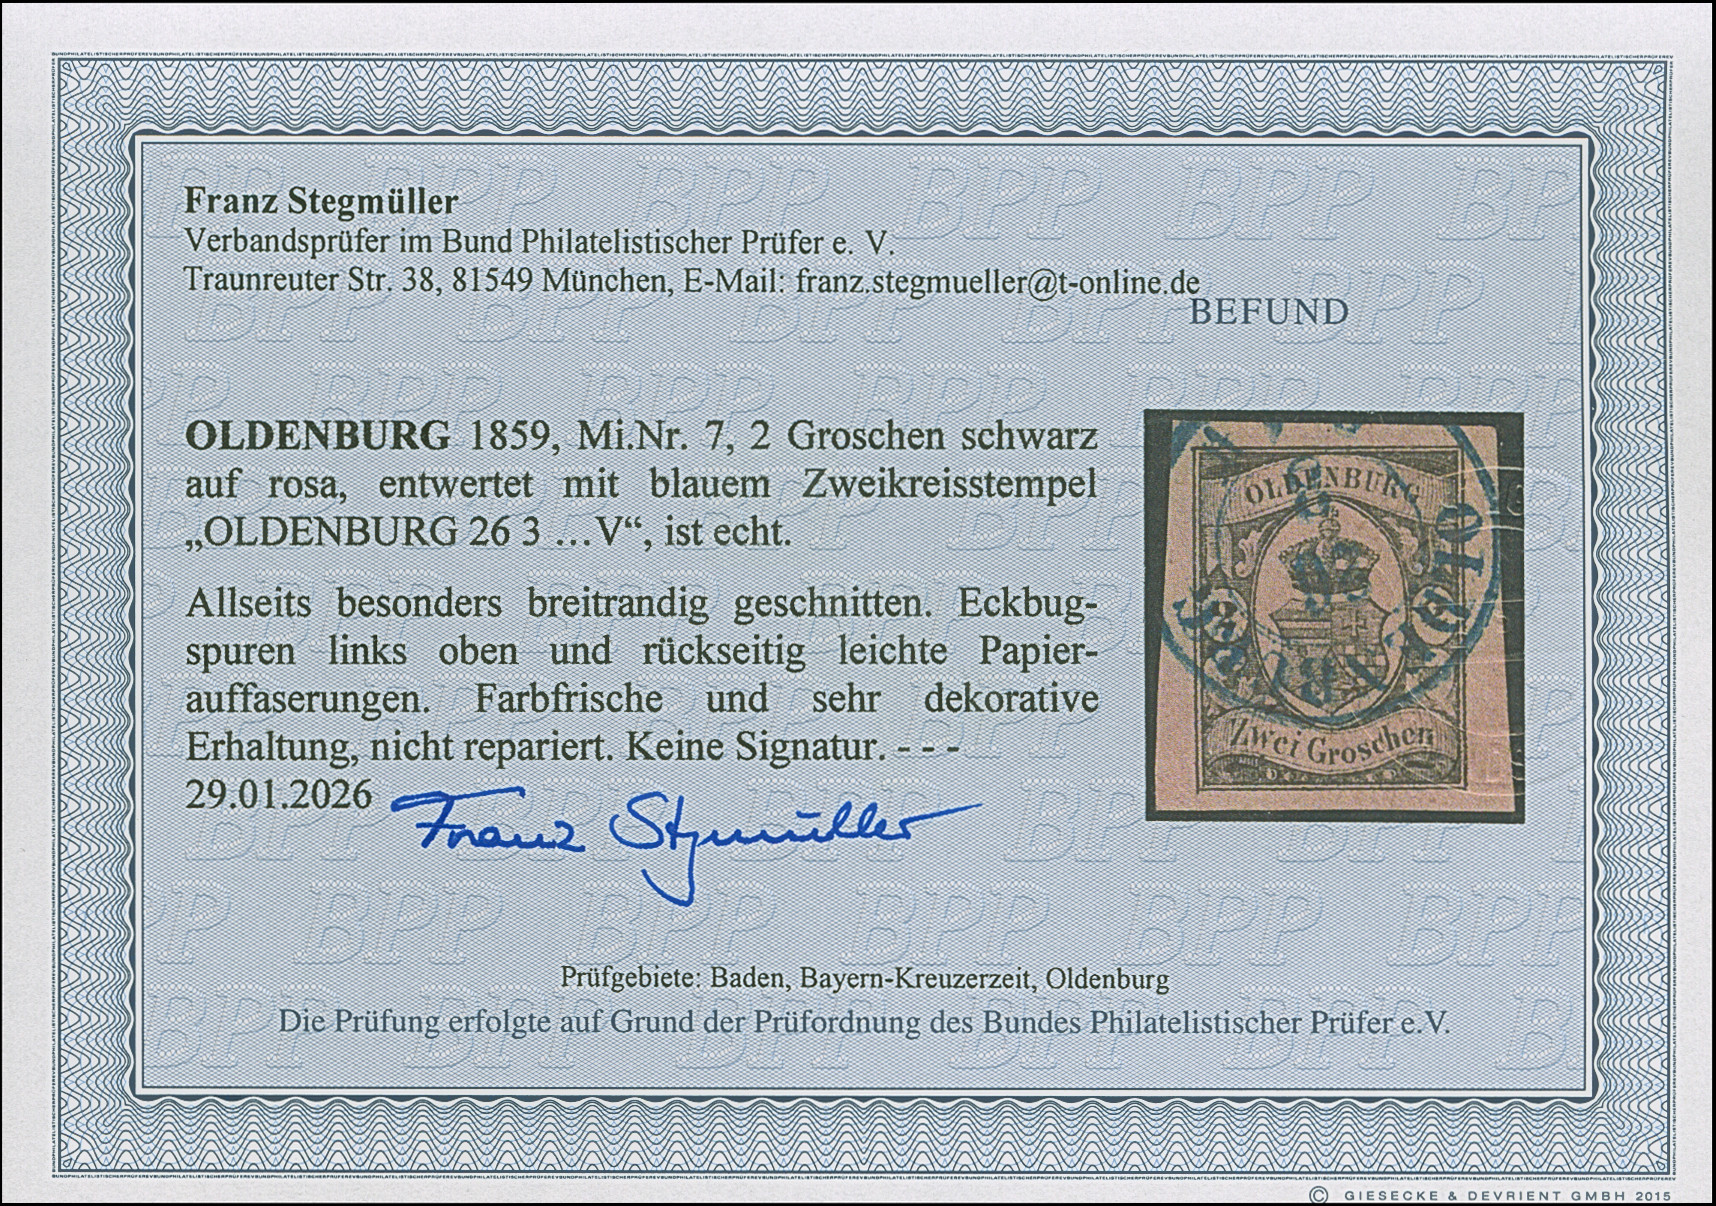 Franz Stegmüller
Verbandsprüfer im Bund Philatelistischer Prüfer e. V.
Traunreuter Str. 38, 81549 München, E-Mail: franz.stegmueller@t-online.de
BEFUND
OLDENBURG 1859, Mi.Nr. 7, 2 Groschen schwarz
auf rosa, entwertet mit blauem Zweikreisstempel
„OLDENBURG 26 3 …V“, ist echt.
Allseits besonders breitrandig geschnitten. Eckbug-
spuren links oben und rückseitig leichte Papier-
auffaserungen. Farbfrische und sehr dekorative
Erhaltung, nicht repariert. Keine Signatur. - - -
29.01.2026
Franz Stegmüller
OLDENBURG
Zwei Groschen
Prüfgebiete: Baden, Bayern-Kreuzerzeit, Oldenburg
Die Prüfung erfolgte auf Grund der Prüfordnung des Bundes Philatelistischer Prüfer e.V.
© GIESECKE & DEVRIENT GMBH 2015